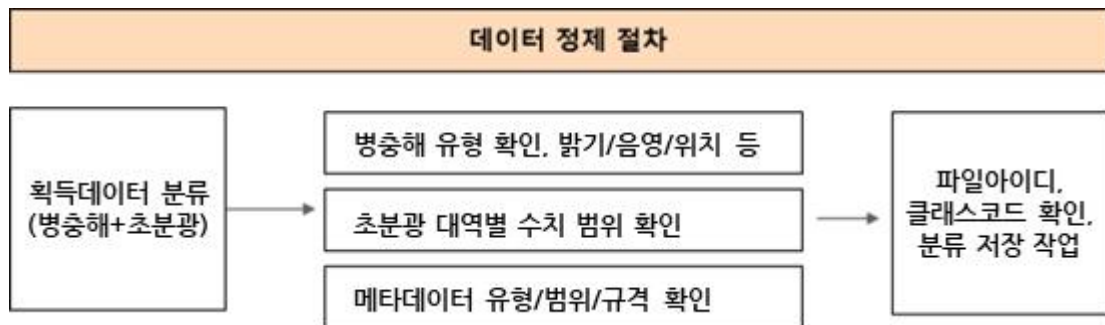 데이터 정제 절차
획득데이터 분류
(병충해+초분광)
병충해 유형 확인, 밝기/음영/위치 등
초분광 대역별 수치 범위 확인
메타데이터 유형/범위/규격 확인
파일아이디,
클래스코드 확인,
분류 저장 작업